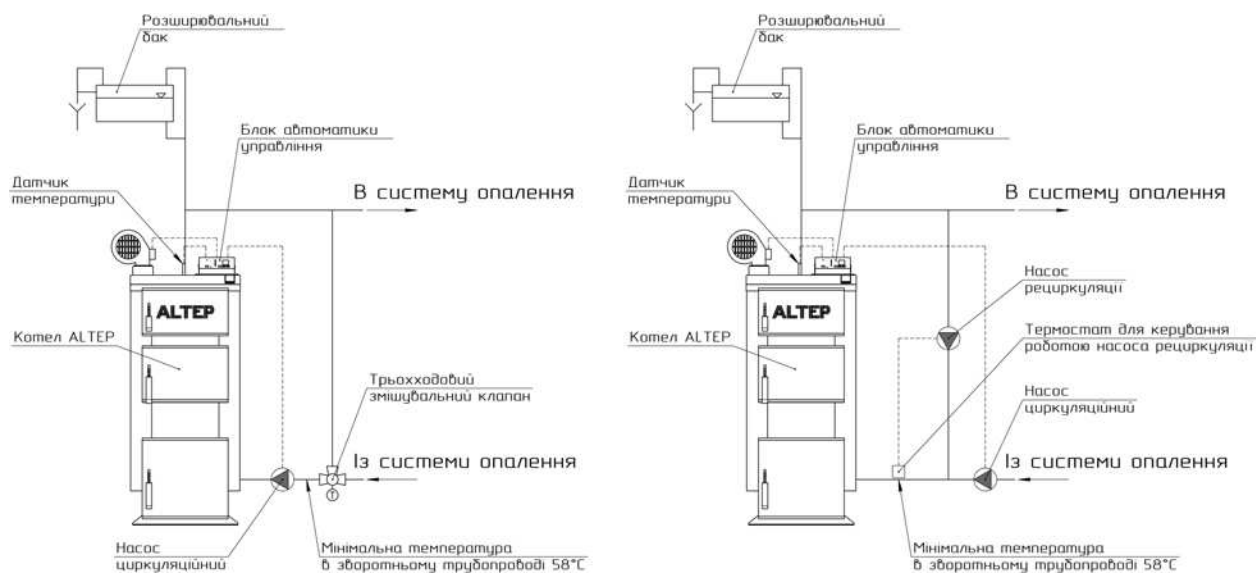 Розширювальний
бак
Блок автоматики
управління
Датчик
температури
В систему опалення
ALTEP
Котел ALTEP
Трьохходовий
змішувальний клапан
Із системи опалення
T
Насос
циркуляційний
Мінімальна температура
в зворотньому трубопроводі 58°С
Розширювальний
бак
Блок автоматики
управління
Датчик
температури
В систему опалення
Насос
рециркуляції
ALTEP
Термостат для керування
роботою насоса рециркуляції
Котел ALTEP
Насос
циркуляційний
Із системи опалення
Мінімальна температура
в зворотньому трубопроводі 58°С